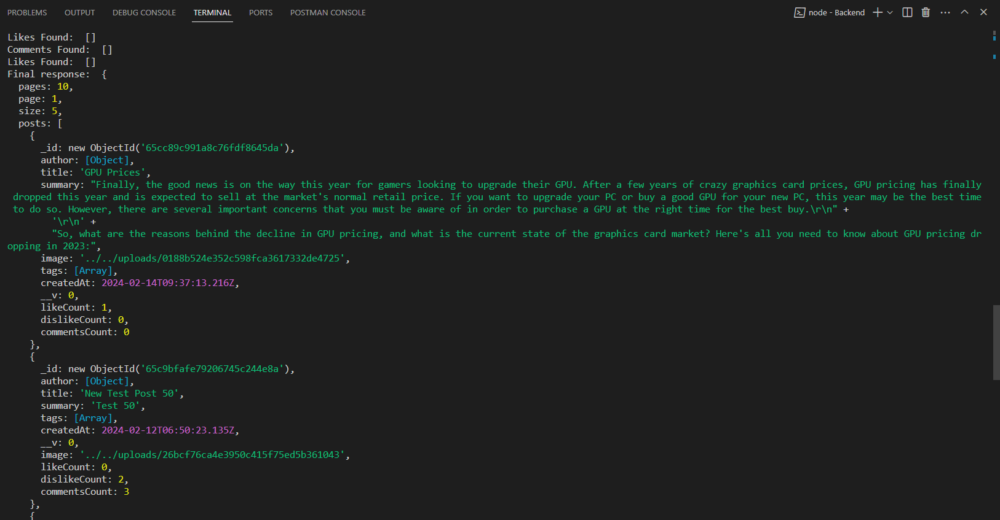 PROBLEMS OUTPUT DEBUG CONSOLE TERMINAL PORTS POSTMAN CONSOLE node - Backend
Likes Found:  []
Comments Found:  []
Likes Found:  []
Final response:  {
  pages: 10,
  page: 1,
  size: 5,
  posts: [
    {
      _id: new ObjectId('65cc89c991a8c76fdf8645da'),
      author: [Object],
      title: 'GPU Prices',
      summary: "Finally, the good news is on the way this year for gamers looking to upgrade their GPU. After a few years of crazy graphics card prices, GPU pricing has finally
 dropped this year and is expected to sell at the market's normal retail price. If you want to upgrade your PC or buy a good GPU for your new PC, this year may be the best time
 to do so. However, there are several important concerns that you must be aware of in order to purchase a GPU at the right time for the best buy.\r\n" +
        '\r\n' +
        "So, what are the reasons behind the decline in GPU pricing, and what is the current state of the graphics card market? Here's all you need to know about GPU pricing dr
opping in 2023:",
      image: '../../uploads/0188b524e352c598fca3617332de4725',
      tags: [Array],
      createdAt: 2024-02-14T09:37:13.216Z,
      __v: 0,
      likeCount: 1,
      dislikeCount: 0,
      commentsCount: 0
    },
    {
      _id: new ObjectId('65c9bfafe79206745c244e8a'),
      author: [Object],
      title: 'New Test Post 50',
      summary: 'Test 50',
      tags: [Array],
      createdAt: 2024-02-12T06:50:23.135Z,
      __v: 0,
      image: '../../uploads/26bcf76ca4e3950c415f75ed5b361043',
      likeCount: 0,
      dislikeCount: 2,
      commentsCount: 3
    },
    {